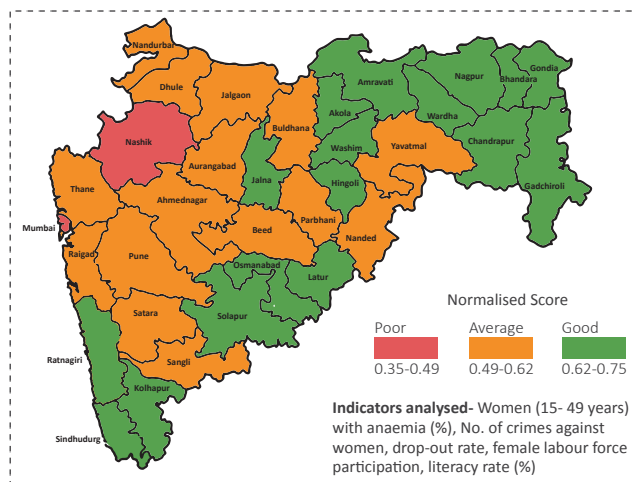 Nandurbar
Dhule
Jalgaon
Nashik
Buldhana
Akola
Amravati
Nagpur
Bhandara
Gondia
Wardha
Washim
Yavatmal
Chandrapur
Gadchiroli
Aurangabad
Jalna
Hingoli
Thane
Ahmednagar
Parbhani
Mumbai
Beed
Nanded
Raigad
Pune
Osmanabad
Latur
Satara
Solapur
Ratnagiri
Sangli
Kolhapur
Sindhudurg
Normalised Score
Poor Average Good
0.35-0.49 0.49-0.62 0.62-0.75
Indicators analysed- Women (15- 49 years)
with anaemia (%), No. of crimes against
women, drop-out rate, female labour force
participation, literacy rate (%)